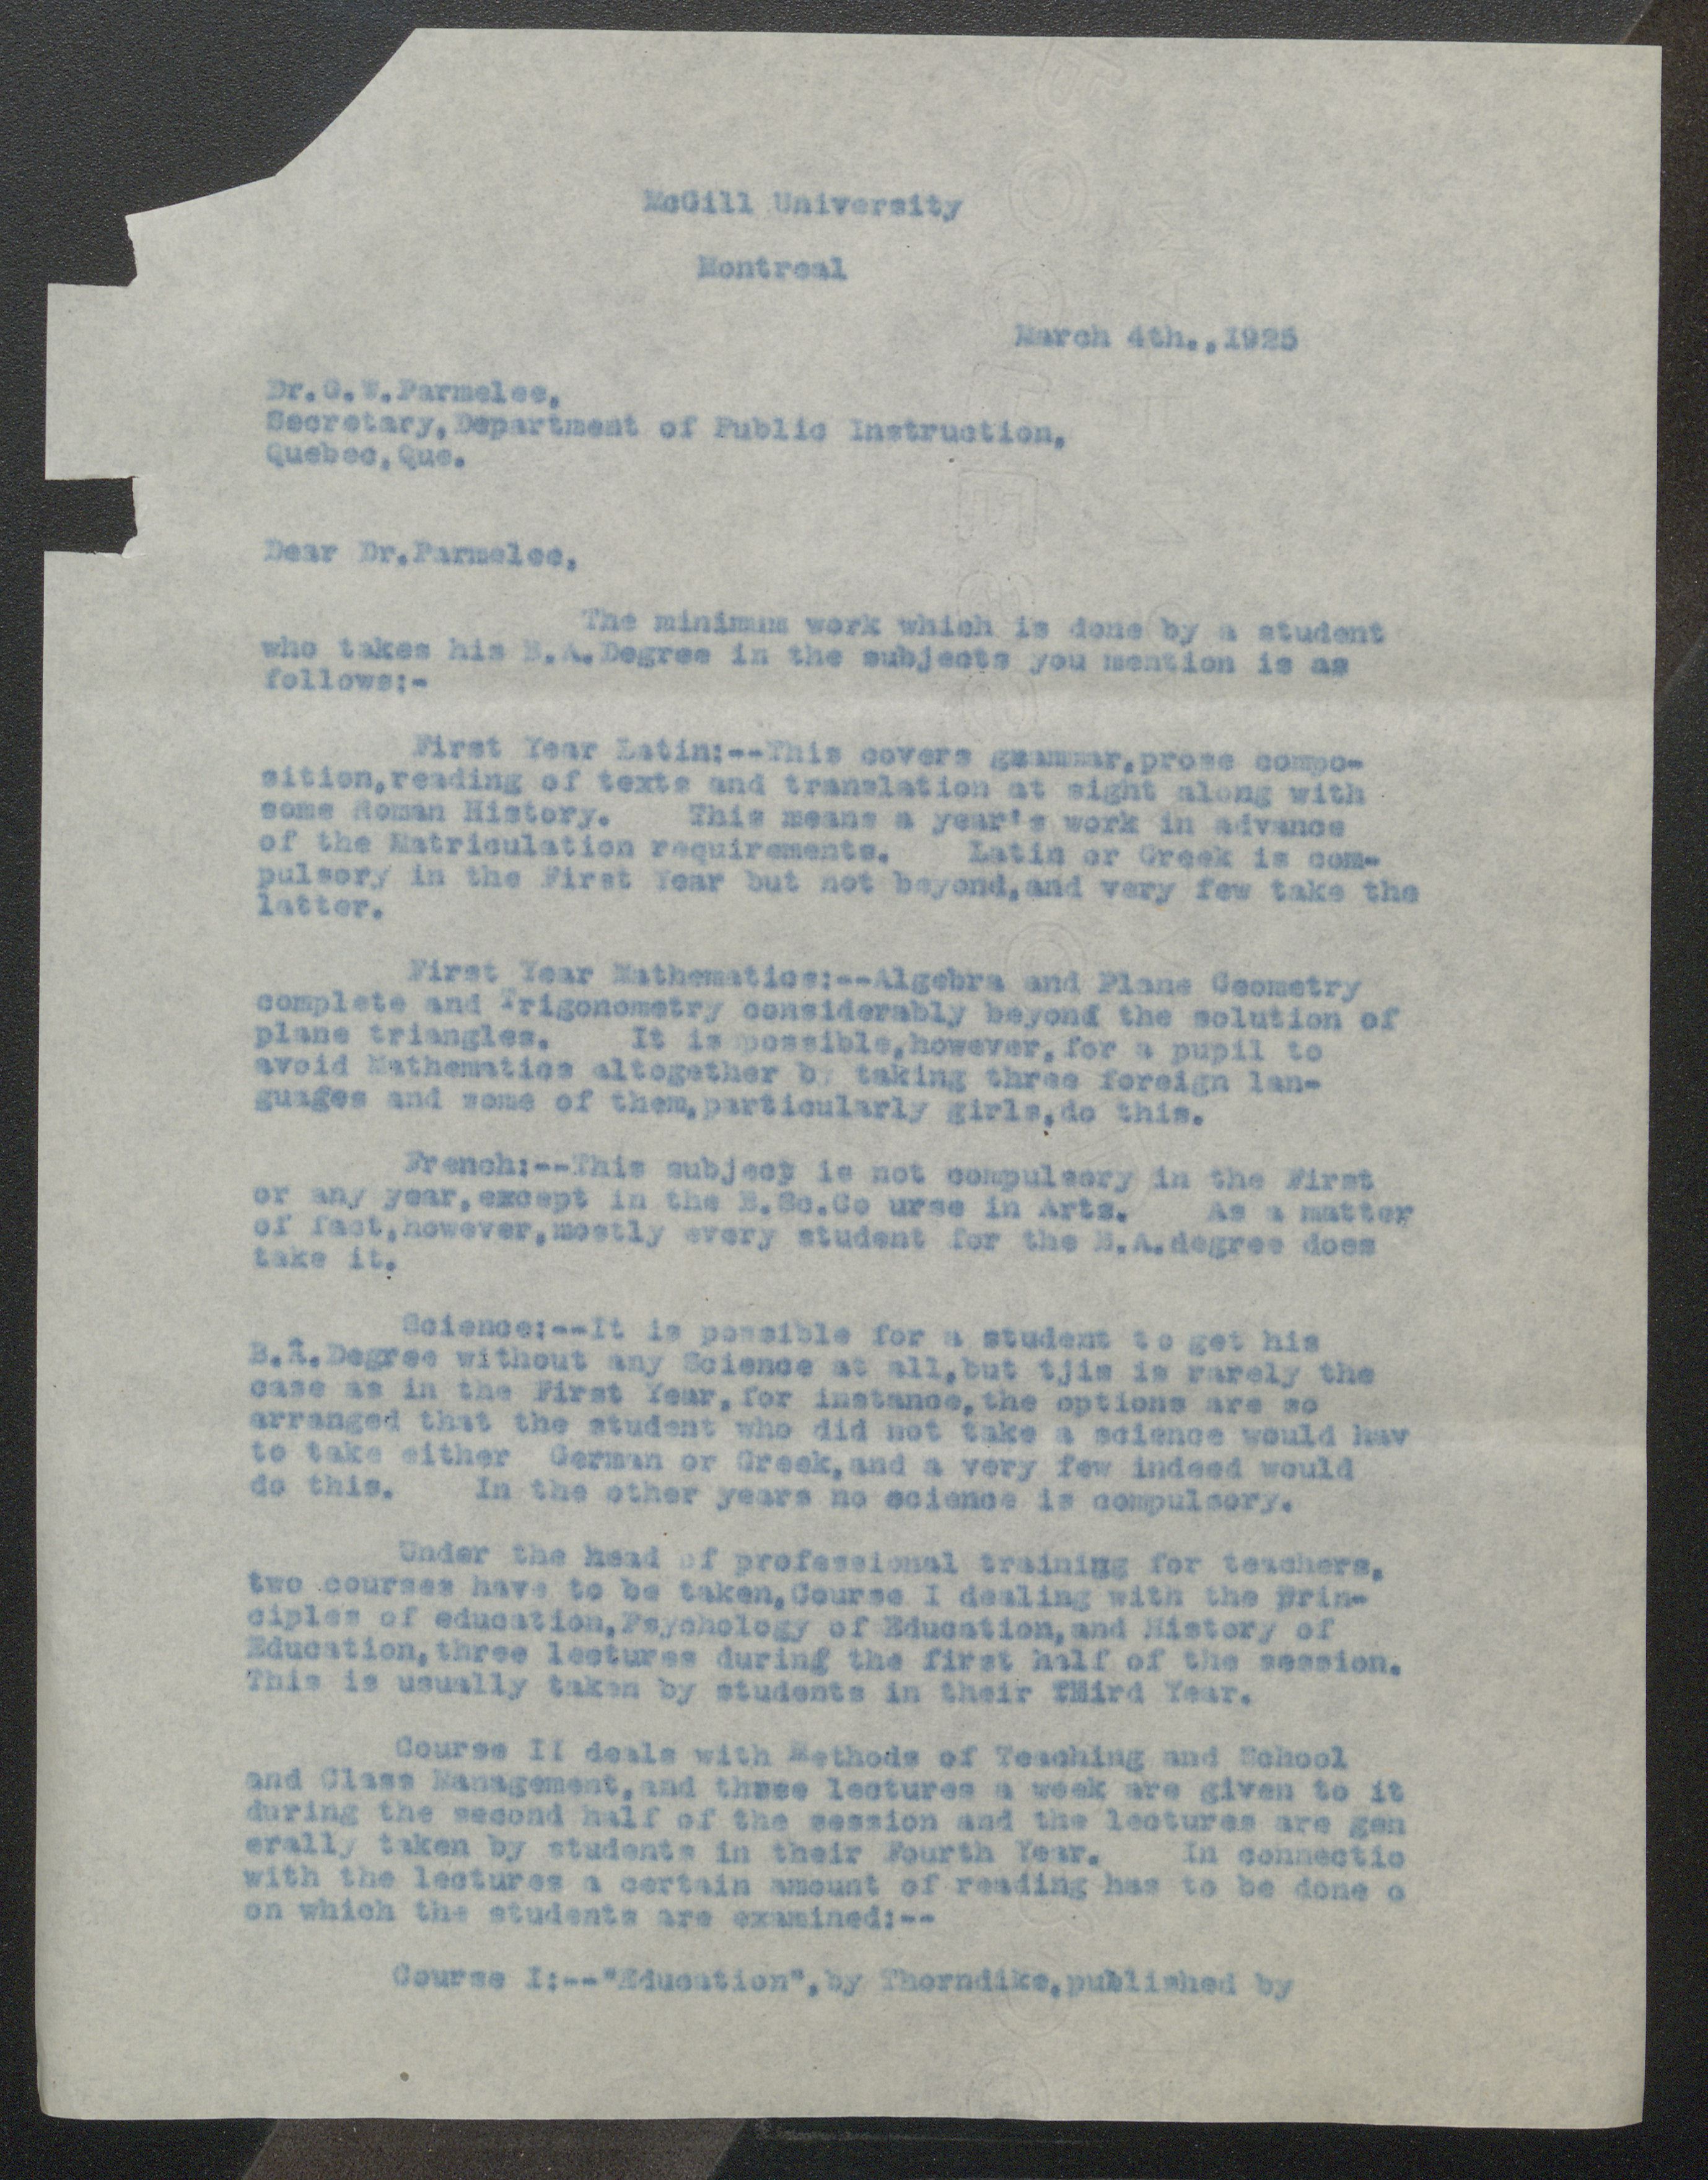 McGill University
Montreal
March 4th.,1925
Dr.G.W.Parmelee,
Secretary,Department of Public Instruction,
Quebec,Que.
Dear Dr.Parmelee,
The minimum work which is done by a student
who takes his B.A.Degree in the subjects you mention is as
follows:-
First Year Latin:--This covers grammar,prose compo-
sition,reading of texts and translation at sight along with
some Roman History. This means a year's work in advance
of the Matriculation requirements. Latin or Greek is com-
pulsory in the First Year but not beyond,and very few take the
latter.
First Year Mathematics:--Algebra and Plane Geometry
complete and Trigonometry considerably beyond the solution of
plane triangles. It is possible,however,for a pupil to
avoid Mathematics altogether by taking three foreign lan-
guages and some of them,particularly girls,do this.
French:--This subject is not compulsory in the First
or any year,except in the B.Sc.Co urse in Arts. As a matter
of fact,however,mostly every student for the B.A.degree does
take it.
Science:--It is possible for a student to get his
B.A.Degree without any Science at all,but tjis is rarely the
case as in the First Year,for instance,the options are so
arranged that the student who did not take a science would hav
to take either German or Greek,and a very few indeed would
do this. In the other years no science is compulsory.
Under the head of professional training for teachers,
two courses have to be taken,Course I dealing with the prin-
ciples of education,Psychology of Education,and History of
Education,three lectures during the first half of the session.
This is usually taken by students in their THird Year.
Course II deals with Methods of Teaching and School
and Class Management,and three lectures a week are given to it
during the second half of the session and the lectures are gen
erally taken by students in their Fourth Year. In connectio
with the lectures a certain amount of reading has to be done o
on which the students are examined:--
Course I:--"Education",by Thorndike,published by